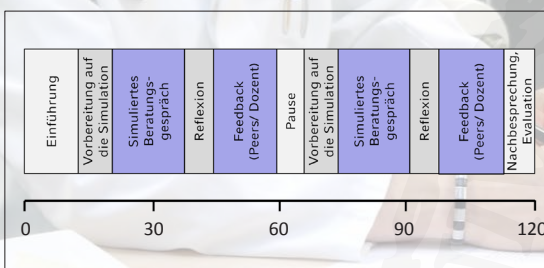 Einführung
Vorbereitung auf
die Simulation
Simuliertes
Beratungs-
gespräch
Reflexion
Feedback
(Peers/ Dozent)
Pause
Vorbereitung auf
die Simulation
Simuliertes
Beratungs-
gespräch
Reflexion
Feedback
(Peers/ Dozent)
Nachbesprechung,
Evaluation
0 30 60 90 120